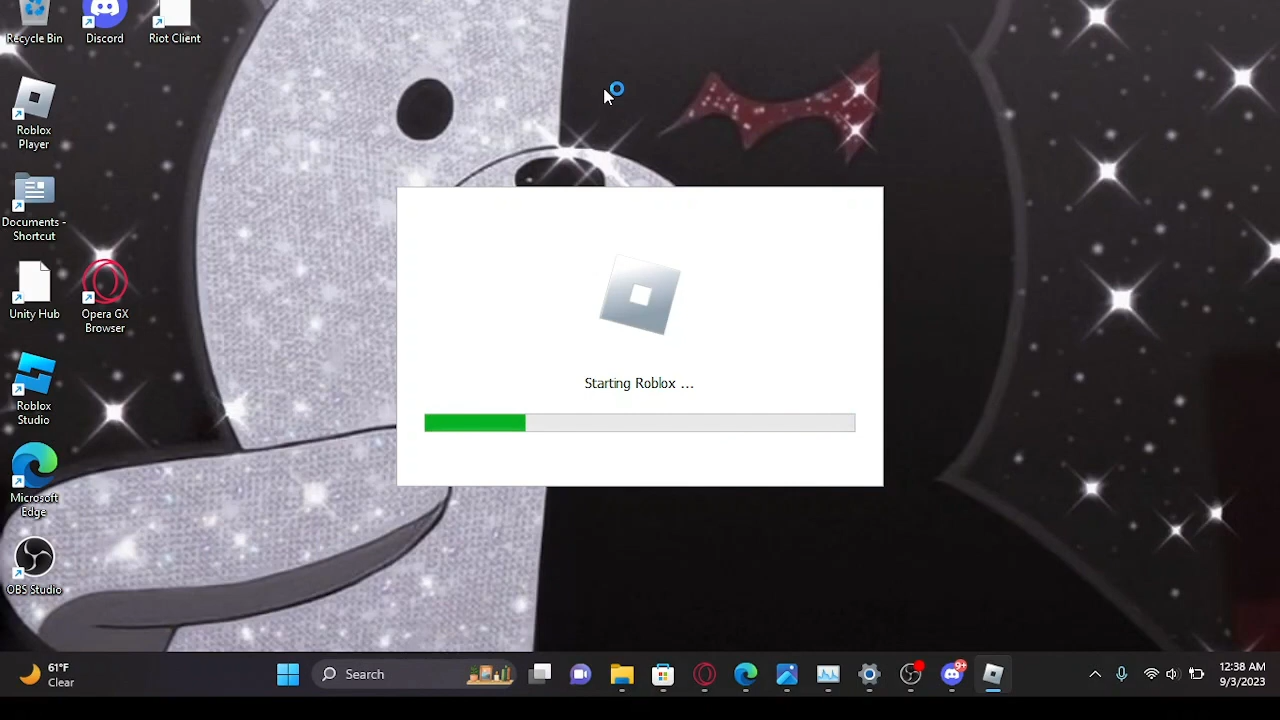 Recycle Bin
Discord
Riot Client
Roblox
Player
Documents -
Shortcut
Unity Hub
Opera GX
Browser
Roblox
Studio
Microsoft
Edge
OBS Studio
Starting Roblox ...
61°F
Clear
Search
9+
12:38 AM
9/3/2023